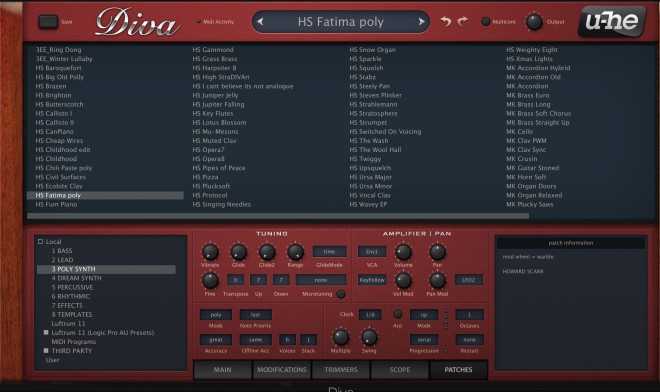 Save
Diva
Midi Activity
HS Fatima poly
Multicore
Output
u-he
3EE_Ring Dong
3EE_Winter Lullaby
HS Baroquefort
HS Big Old Polly
HS Brazen
HS Brighton
HS Butterscotch
HS Callisto I
HS Callisto II
HS CanPiano
HS Cheap Wires
HS Childhood edit
HS Childhood
HS Chili Paste poly
HS Civil Surfaces
HS Ecobite Clav
HS Fatima poly
HS Fum Piano
HS Gammond
HS Grass Brass
HS Harpsiher 8
HS High StraDIVAri
HS I cant believe its not analogue
HS Juniper Jelly
HS Jupiter Falling
HS Key Flutes
HS Lotus Blossom
HS Mu-Mesons
HS Muted Clav
HS Opera7
HS Opera8
HS Pipes of Peace
HS Pizza
HS Plucksoft
HS Protocol
HS Singing Needles
HS Snow Organ
HS Sparkle
HS Squolsh
HS Stabz
HS Steely Pan
HS Steven Plinker
HS Strahlemann
HS Stratosphere
HS Strumpet
HS Switched On Voicing
HS The Wash
HS The Wool Hall
HS Twiggy
HS Upsquelch
HS Ursa Major
HS Ursa Minor
HS Vocal Clav
HS Wavey EP
HS Weighty Eight
HS Xmas Lights
MK Accordion Hybrid
MK Accordion Old
MK Accordion
MK Brass Euro
MK Brass Long
MK Brass Soft Chorus
MK Brass Straight Up
MK Cello
MK Clav PWM
MK Clav Sync
MK Crusin
MK Guitar Stoned
MK Horn Soft
MK Organ Doors
MK Organ Relaxed
MK Plucky Saws
Local
1 BASS
2 LEAD
3 POLY SYNTH
4 DREAM SYNTH
5 PERCUSSIVE
6 RHYTHMIC
7 EFFECTS
8 TEMPLATES
Luftrum 11
Luftrum 11 (Logic Pro AU Presets)
MIDI Programs
THIRD PARTY
User
TUNING
time
Vibrato Glide Glide2 Range GlideMode
0 7 7 none
Fine Transpose Up Down Microtuning
AMPLIFIER | PAN
Env1
VCA Volume Pan
KeyFollow LFO2
Vol Mod Pan Mod
poly last
Mode Note Priority
great same 6 1
Accuracy Offline Acc Voices Stack
Clock 1/8 up 1
Arp Mode Octaves
serial none
Multiply Swing Progression Restart
patch information
mod wheel = warble
HOWARD SCARR
MAIN MODIFICATIONS TRIMMERS SCOPE PATCHES
Diva